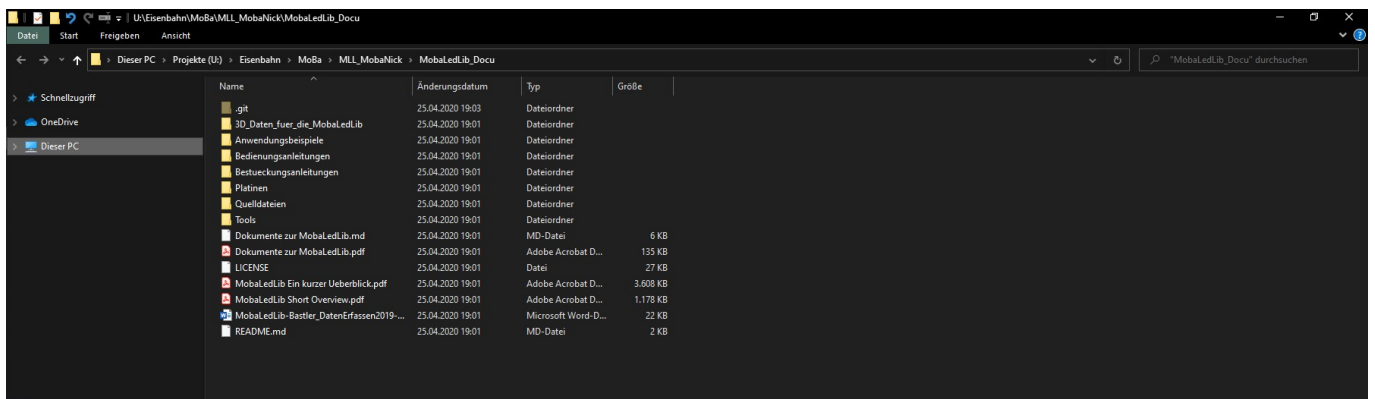 U:\Eisenbahn\MoBa\MLL_MobaNick\MobaLedLib_Docu
Datei Start Freigeben Ansicht
Dieser PC > Projekte (U:) > Eisenbahn > MoBa > MLL_MobaNick > MobaLedLib_Docu
"MobaLedLib_Docu" durchsuchen
Schnellzugriff
OneDrive
Dieser PC
Name Änderungsdatum Typ Größe
.git 25.04.2020 19:03 Dateiordner
3D_Daten_fuer_die_MobaLedLib 25.04.2020 19:01 Dateiordner
Anwendungsbeispiele 25.04.2020 19:01 Dateiordner
Bedienungsanleitungen 25.04.2020 19:01 Dateiordner
Bestueckungsanleitungen 25.04.2020 19:01 Dateiordner
Platinen 25.04.2020 19:01 Dateiordner
Quelldateien 25.04.2020 19:01 Dateiordner
Tools 25.04.2020 19:01 Dateiordner
Dokumente zur MobaLedLib.md 25.04.2020 19:01 MD-Datei 6 KB
Dokumente zur MobaLedLib.pdf 25.04.2020 19:01 Adobe Acrobat D... 135 KB
LICENSE 25.04.2020 19:01 Datei 27 KB
MobaLedLib Ein kurzer Ueberblick.pdf 25.04.2020 19:01 Adobe Acrobat D... 3.608 KB
MobaLedLib Short Overview.pdf 25.04.2020 19:01 Adobe Acrobat D... 1.178 KB
MobaLedLib-Bastler_DatenErfassen2019-... 25.04.2020 19:01 Microsoft Word-D... 22 KB
README.md 25.04.2020 19:01 MD-Datei 2 KB